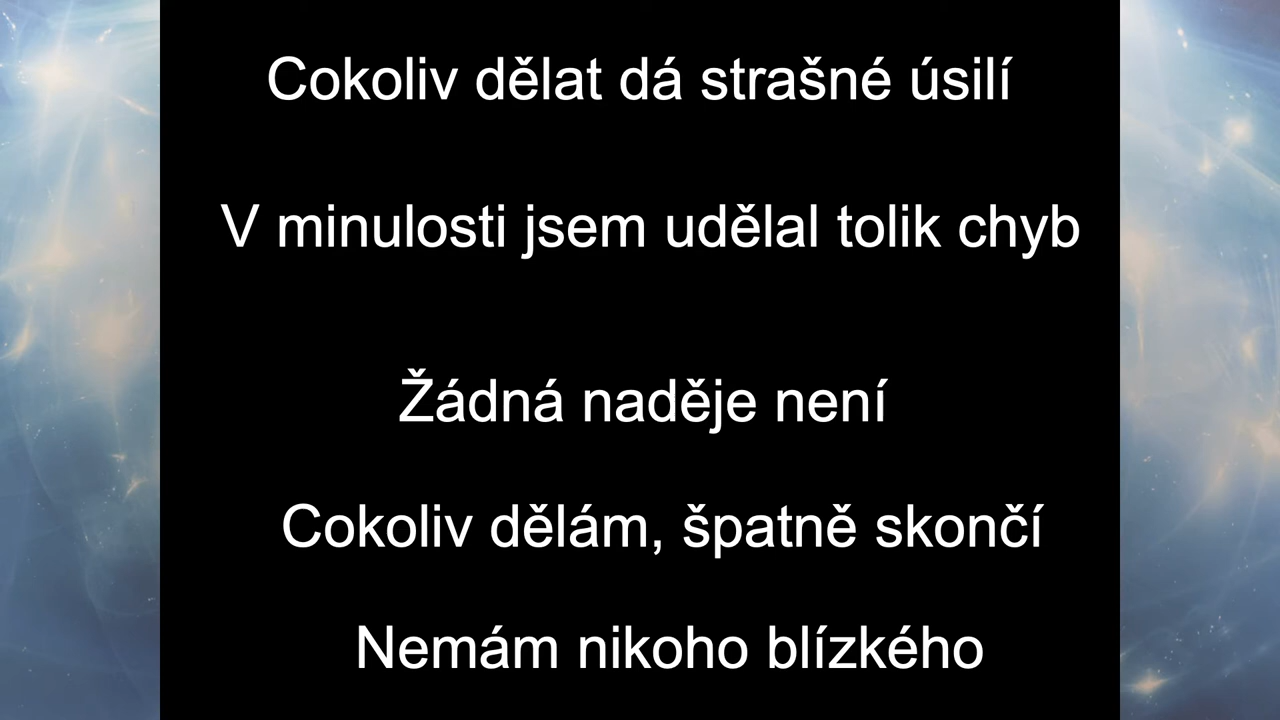 Cokoliv dělat dá strašné úsilí
V minulosti jsem udělal tolik chyb
Žádná naděje není
Cokoliv dělám, špatně skončí
Nemám nikoho blízkého